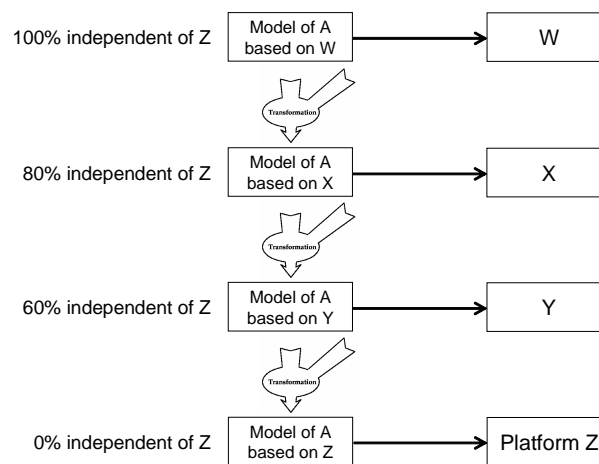 100% independent of Z
Model of A
based on W
W
Transformation
80% independent of Z
Model of A
based on X
X
Transformation
60% independent of Z
Model of A
based on Y
Y
Transformation
0% independent of Z
Model of A
based on Z
Platform Z